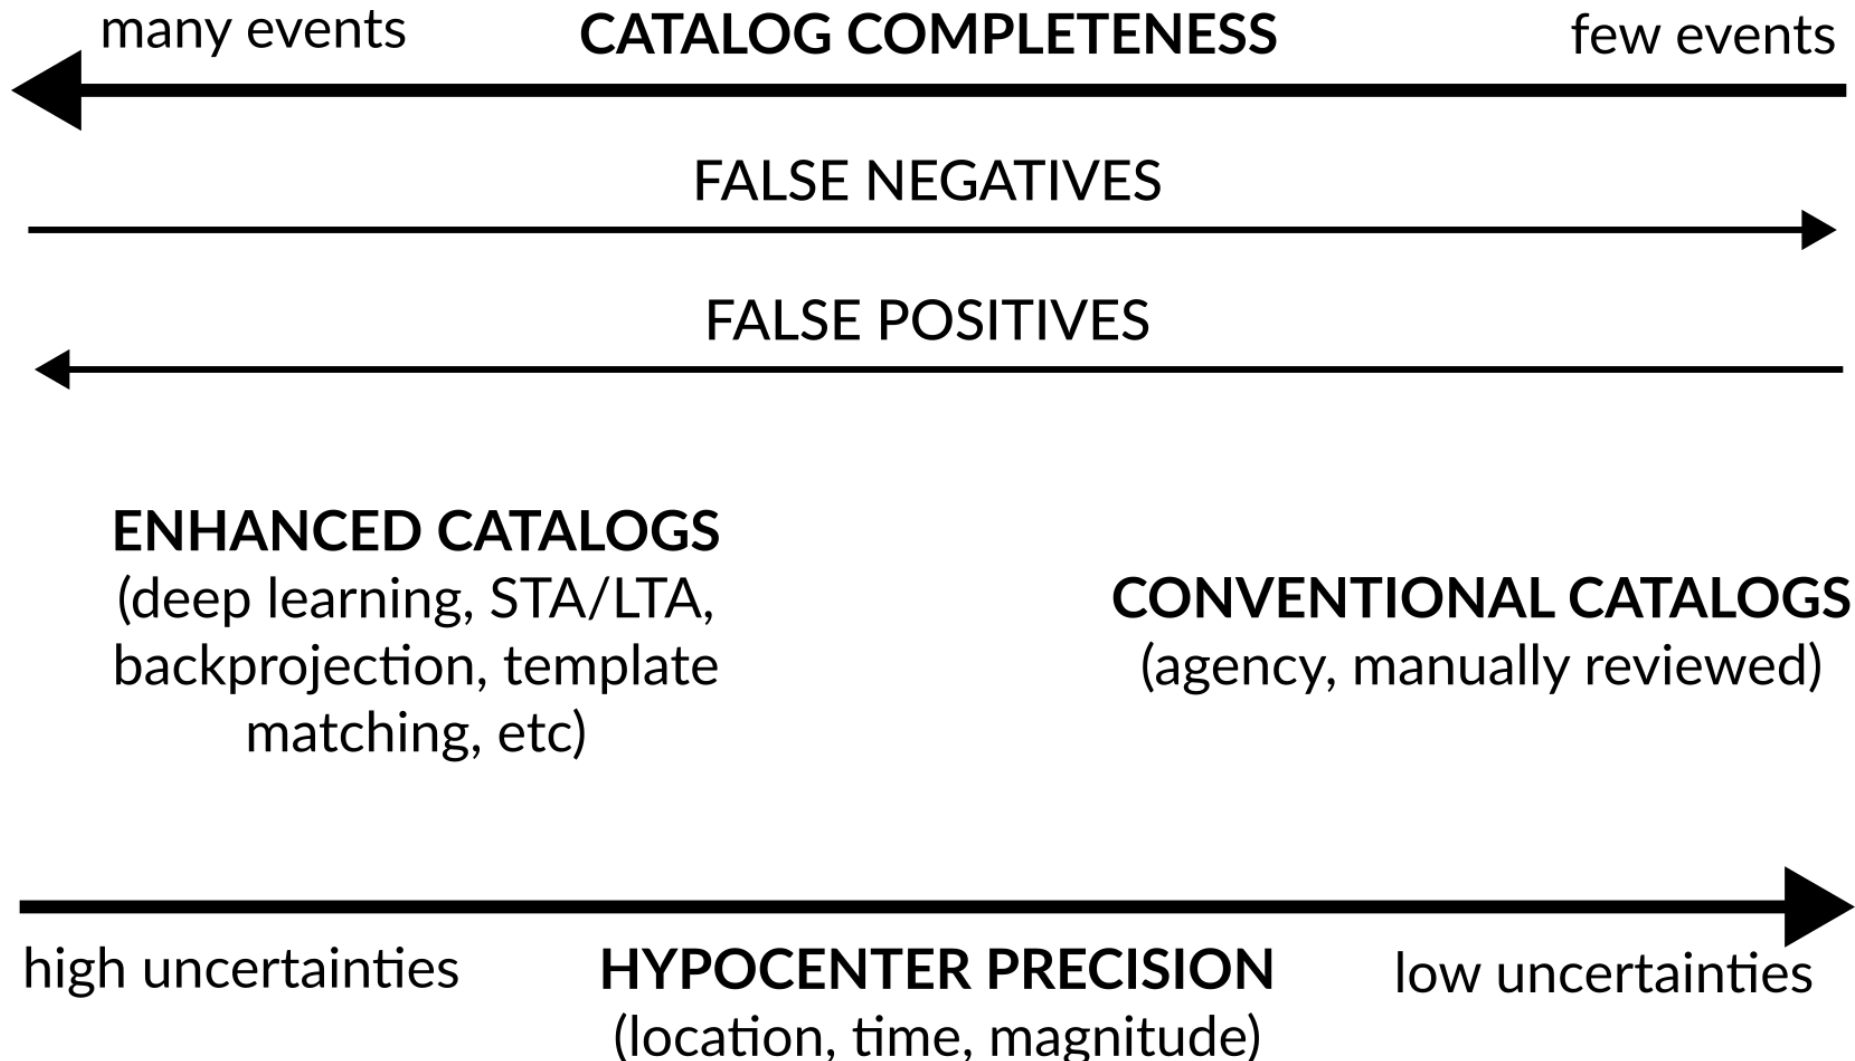 many events CATALOG COMPLETENESS few events
FALSE NEGATIVES
FALSE POSITIVES
ENHANCED CATALOGS
(deep learning, STA/LTA,
backprojection, template
matching, etc)
CONVENTIONAL CATALOGS
(agency, manually reviewed)
high uncertainties HYPOCENTER PRECISION low uncertainties
(location, time, magnitude)